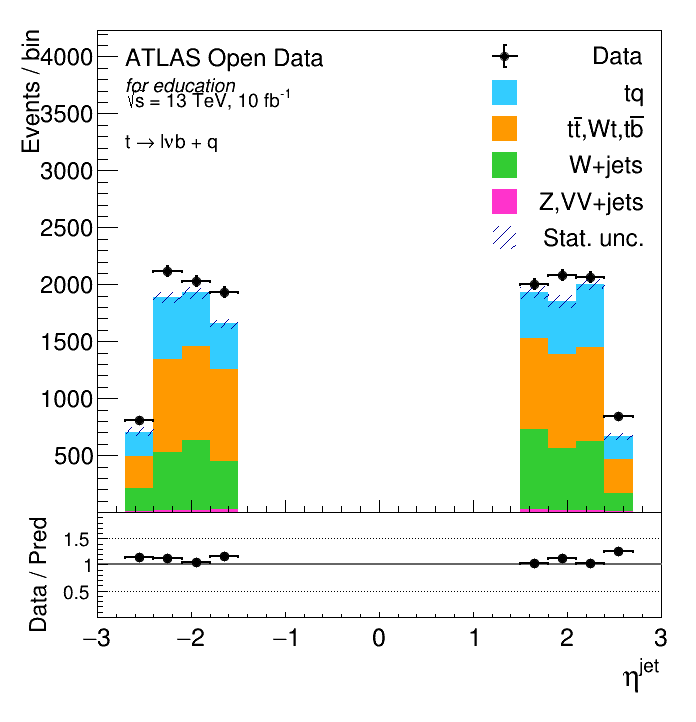 Events / bin
4000
3500
3000
2500
2000
1500
1000
500
ATLAS Open Data
for education
√s = 13 TeV, 10 fb⁻¹
t → lνb + q
Data
tq
tt̅,Wt,tb̅
W+jets
Z,VV+jets
Stat. unc.
Data / Pred
1.5
1
0.5
−3 −2 −1 0 1 2 3
η^jet